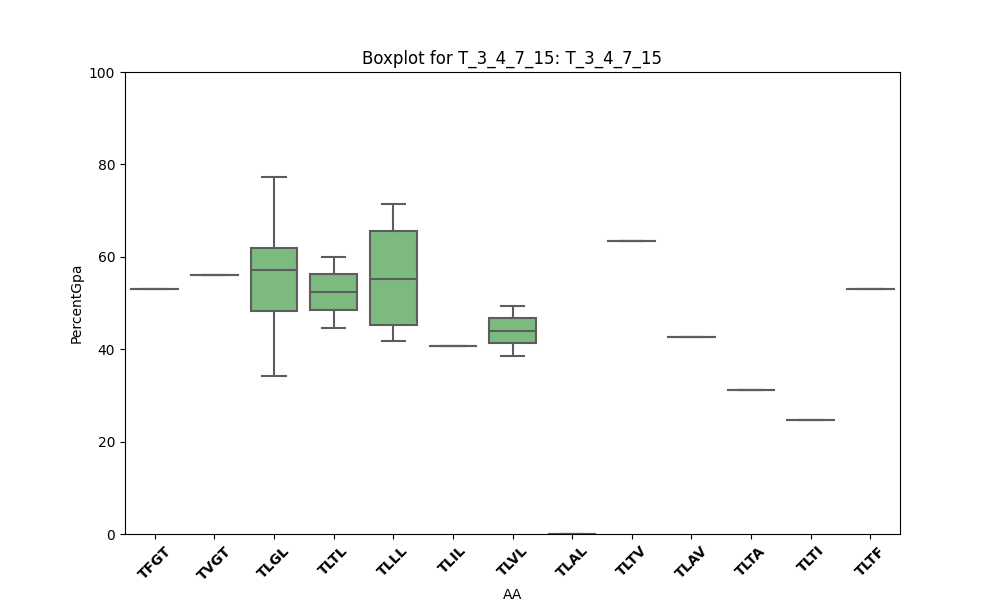 Boxplot for T_3_4_7_15: T_3_4_7_15
PercentGpa
100
80
60
40
20
0
TFGT
TVGT
TLGL
TLTL
TLLL
TLIL
TLVL
TLAL
TLTV
TLAV
TLTA
TLTI
TLTF
AA